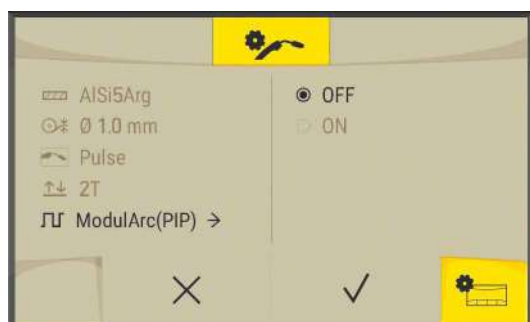 AlSi5Arg
Ø 1.0 mm
Pulse
2T
ModulArc(PIP) →
OFF
ON